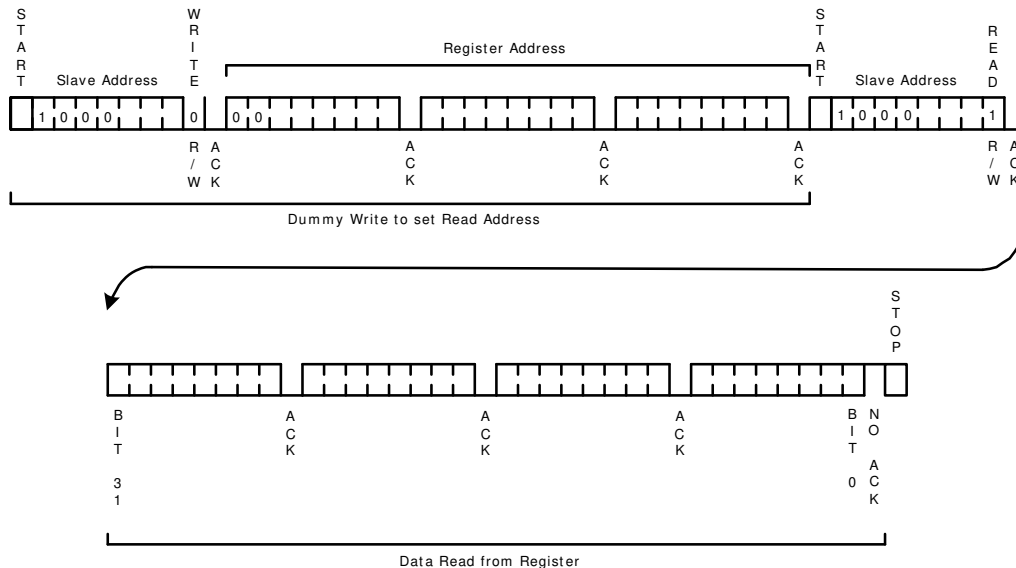 START
WRITE
START
READ
Register Address
Slave Address
Slave Address
1 0 0 0
0
0 0
1 0 0 0
1
R/W
ACK
ACK
ACK
ACK
R/W
ACK
Dummy Write to set Read Address
STOP
BIT 31
ACK
ACK
ACK
BIT 0
NO ACK
Data Read from Register